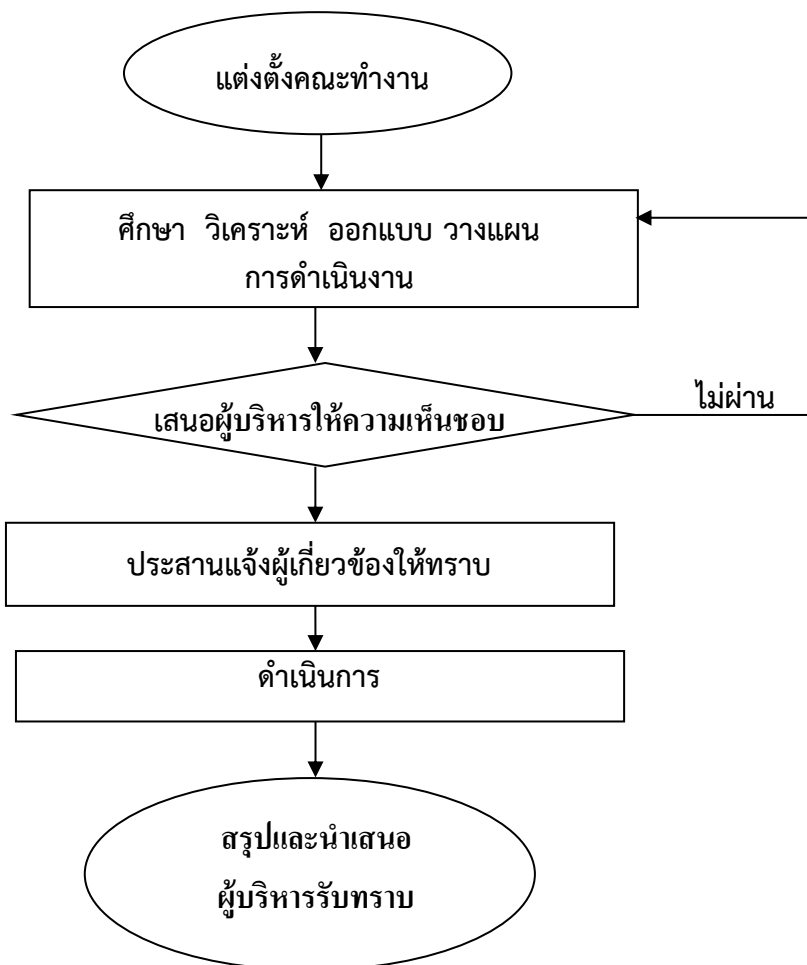 แต่งตั้งคณะทำงาน
ศึกษา วิเคราะห์ ออกแบบ วางแผน
การดำเนินงาน
เสนอผู้บริหารให้ความเห็นชอบ
ไม่ผ่าน
ประสานแจ้งผู้เกี่ยวข้องให้ทราบ
ดำเนินการ
สรุปและนำเสนอ
ผู้บริหารรับทราบ